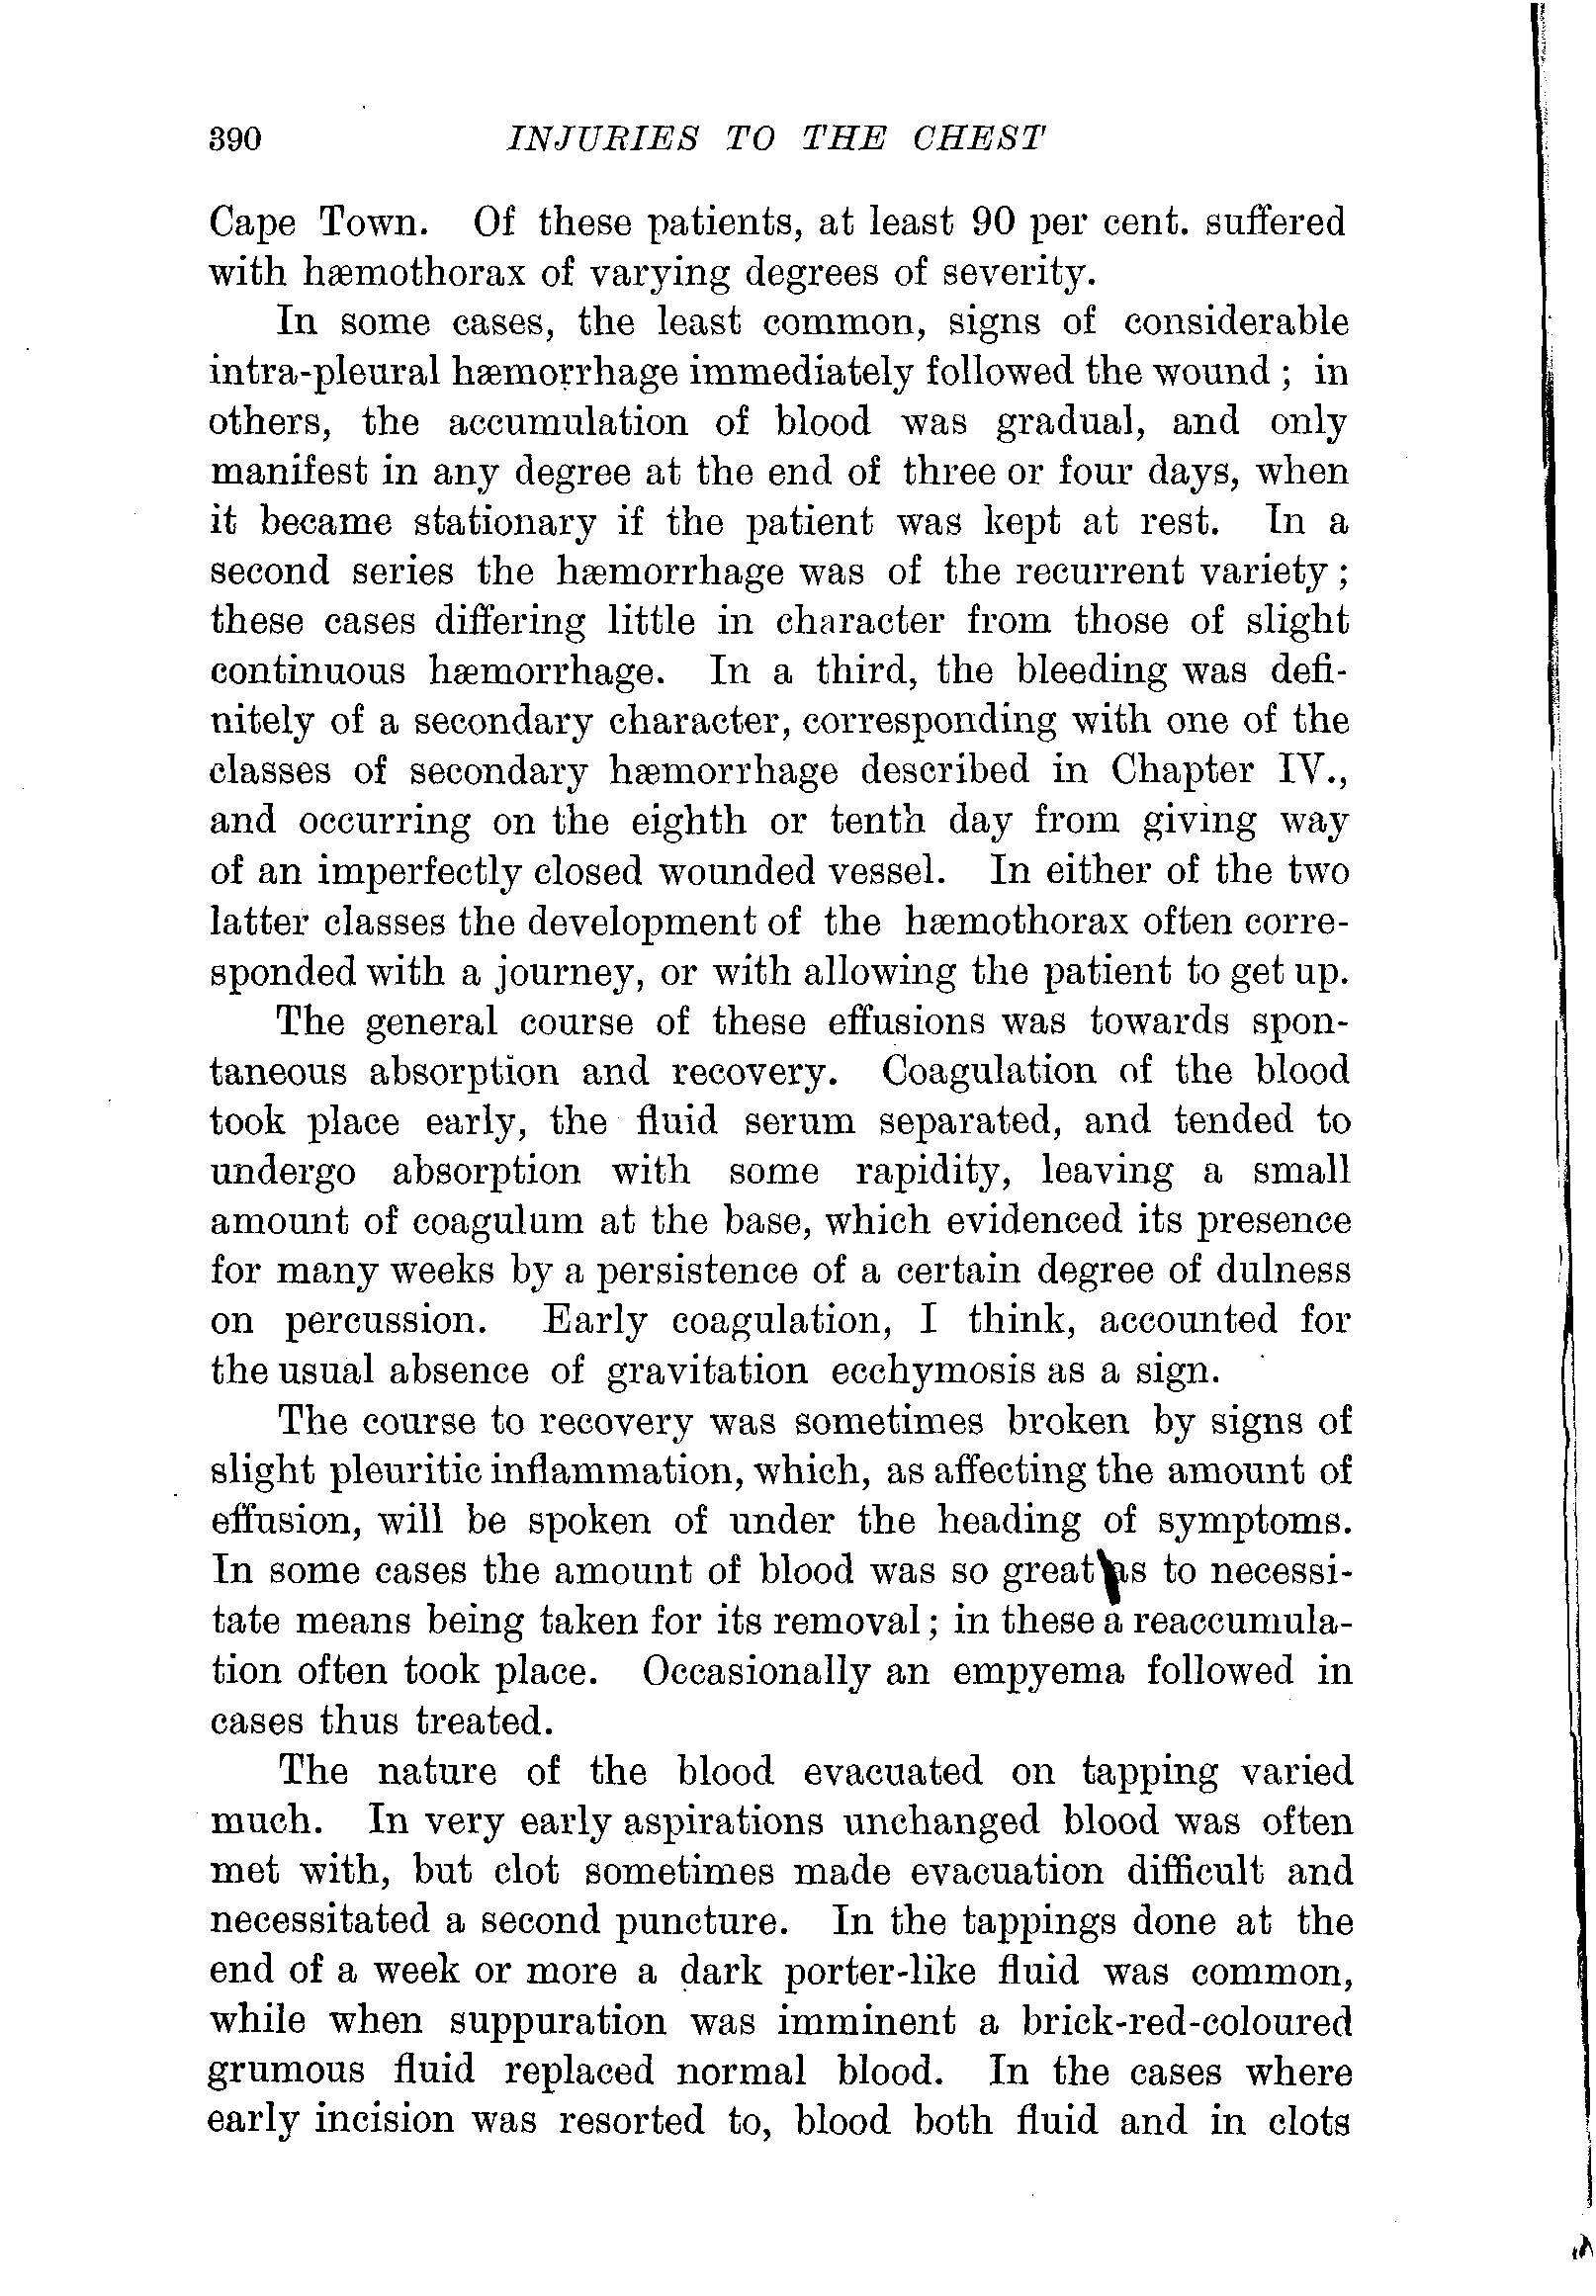 390 INJURIES TO THE CHEST
Cape Town. Of these patients, at least 90 per cent. suffered
with hæmothorax of varying degrees of severity.
In some cases, the least common, signs of considerable
intra-pleural hæmorrhage immediately followed the wound ; in
others, the accumulation of blood was gradual, and only
manifest in any degree at the end of three or four days, when
it became stationary if the patient was kept at rest. In a
second series the hæmorrhage was of the recurrent variety ;
these cases differing little in character from those of slight
continuous hæmorrhage. In a third, the bleeding was defi-
nitely of a secondary character, corresponding with one of the
classes of secondary hæmorrhage described in Chapter IV.,
and occurring on the eighth or tenth day from giving way
of an imperfectly closed wounded vessel. In either of the two
latter classes the development of the hæmothorax often corre-
sponded with a journey, or with allowing the patient to get up.
The general course of these effusions was towards spon-
taneous absorption and recovery. Coagulation of the blood
took place early, the fluid serum separated, and tended to
undergo absorption with some rapidity, leaving a small
amount of coagulum at the base, which evidenced its presence
for many weeks by a persistence of a certain degree of dulness
on percussion. Early coagulation, I think, accounted for
the usual absence of gravitation ecchymosis as a sign.
The course to recovery was sometimes broken by signs of
slight pleuritic inflammation, which, as affecting the amount of
effusion, will be spoken of under the heading of symptoms.
In some cases the amount of blood was so great as to necessi-
tate means being taken for its removal ; in these a reaccumula-
tion often took place. Occasionally an empyema followed in
cases thus treated.
The nature of the blood evacuated on tapping varied
much. In very early aspirations unchanged blood was often
met with, but clot sometimes made evacuation difficult and
necessitated a second puncture. In the tappings done at the
end of a week or more a dark porter-like fluid was common,
while when suppuration was imminent a brick-red-coloured
grumous fluid replaced normal blood. In the cases where
early incision was resorted to, blood both fluid and in clots